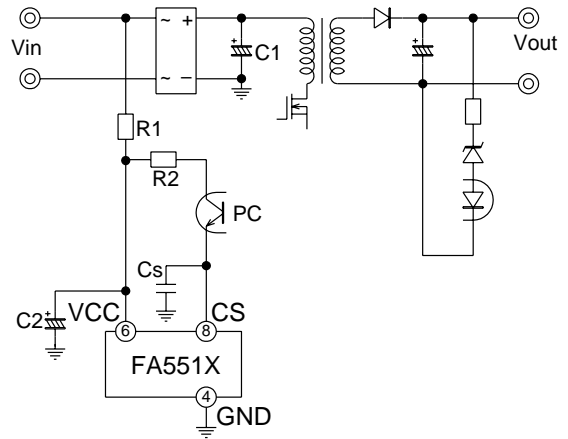 Vin
~ +
~ −
C1
Vout
R1
R2
PC
Cs
C2
VCC
CS
6
8
FA551X
4
GND